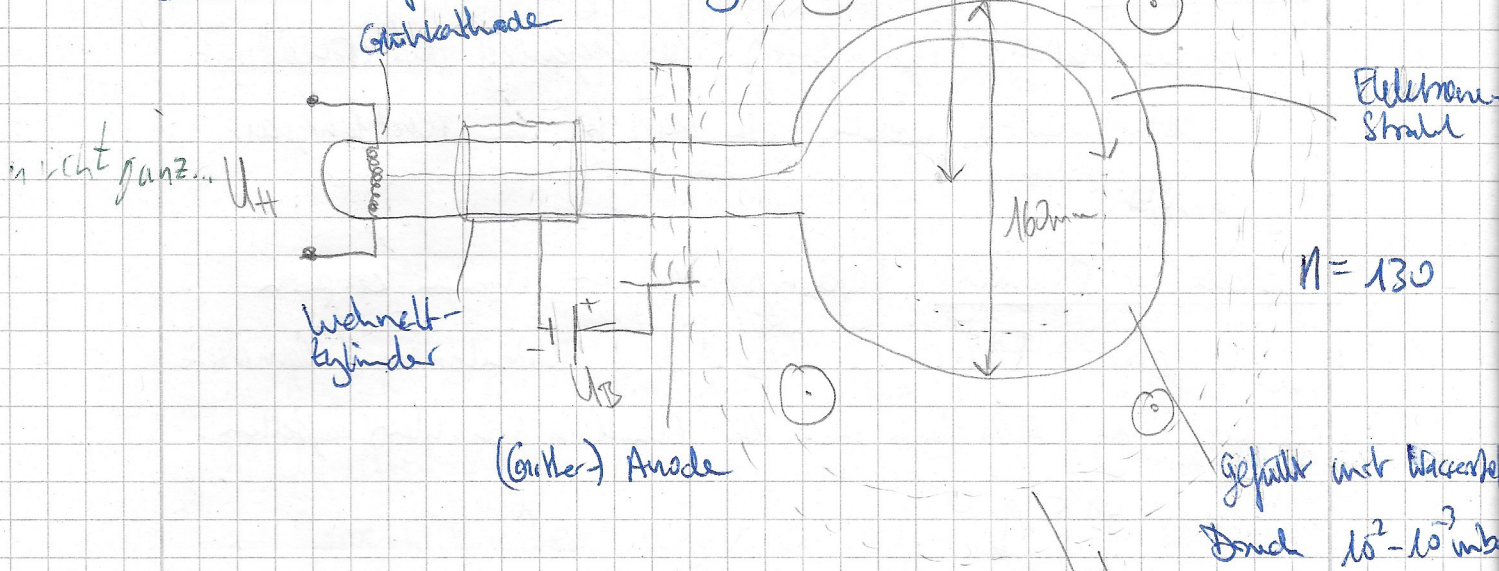 Glühkathode
Elektronen-
Strahl
nicht ganz...
U_H
160mm
n = 130
Wehnelt-
Zylinder
+
-
U_B
(Gitter-) Anode
gefüllt mit Wasserstof
Druck 10^-2 - 10^-3 mb